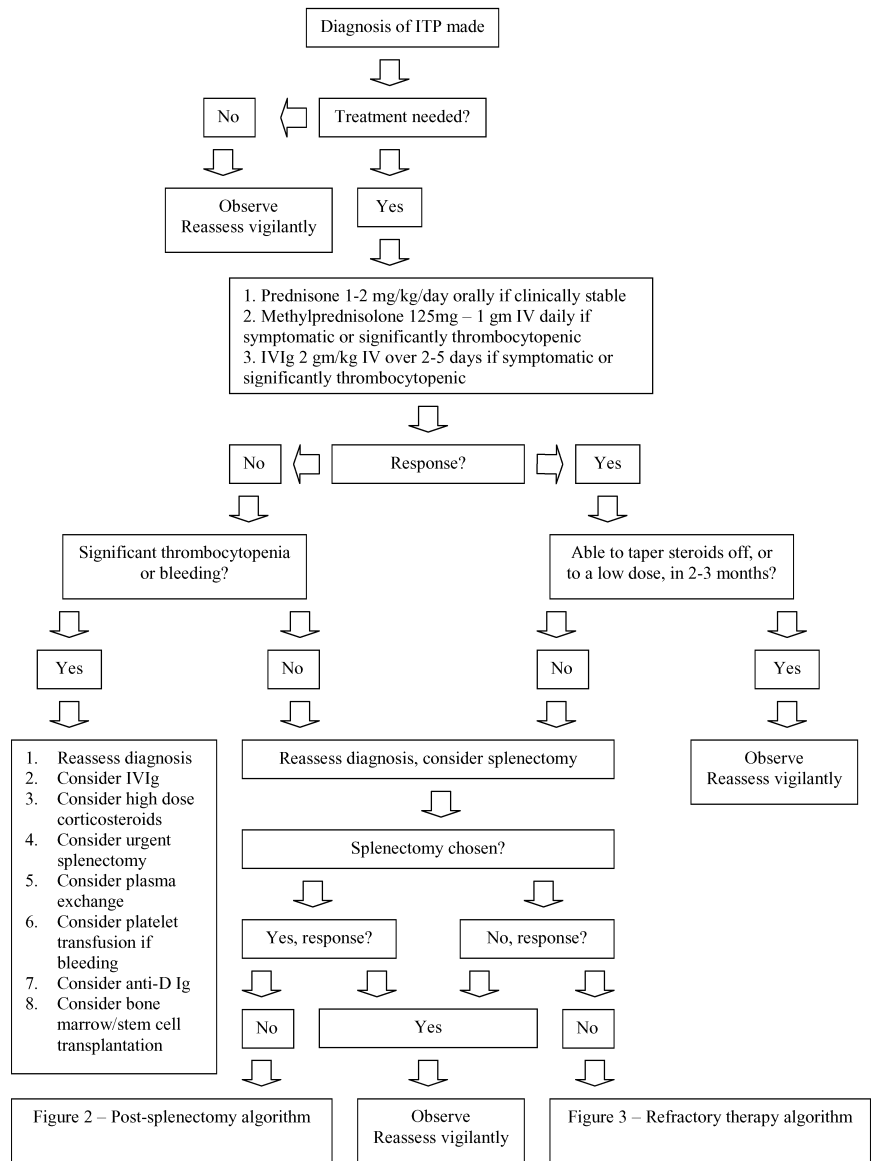 Diagnosis of ITP made
No
Treatment needed?
Observe
Reassess vigilantly
Yes
1. Prednisone 1-2 mg/kg/day orally if clinically stable
2. Methylprednisolone 125mg – 1 gm IV daily if
symptomatic or significantly thrombocytopenic
3. IVIg 2 gm/kg IV over 2-5 days if symptomatic or
significantly thrombocytopenic
No
Response?
Yes
Significant thrombocytopenia
or bleeding?
Able to taper steroids off, or
to a low dose, in 2-3 months?
Yes
No
No
Yes
1. Reassess diagnosis
2. Consider IVIg
3. Consider high dose
corticosteroids
4. Consider urgent
splenectomy
5. Consider plasma
exchange
6. Consider platelet
transfusion if
bleeding
7. Consider anti-D Ig
8. Consider bone
marrow/stem cell
transplantation
Reassess diagnosis, consider splenectomy
Observe
Reassess vigilantly
Splenectomy chosen?
Yes, response?
No, response?
No
Yes
No
Figure 2 – Post-splenectomy algorithm
Observe
Reassess vigilantly
Figure 3 – Refractory therapy algorithm